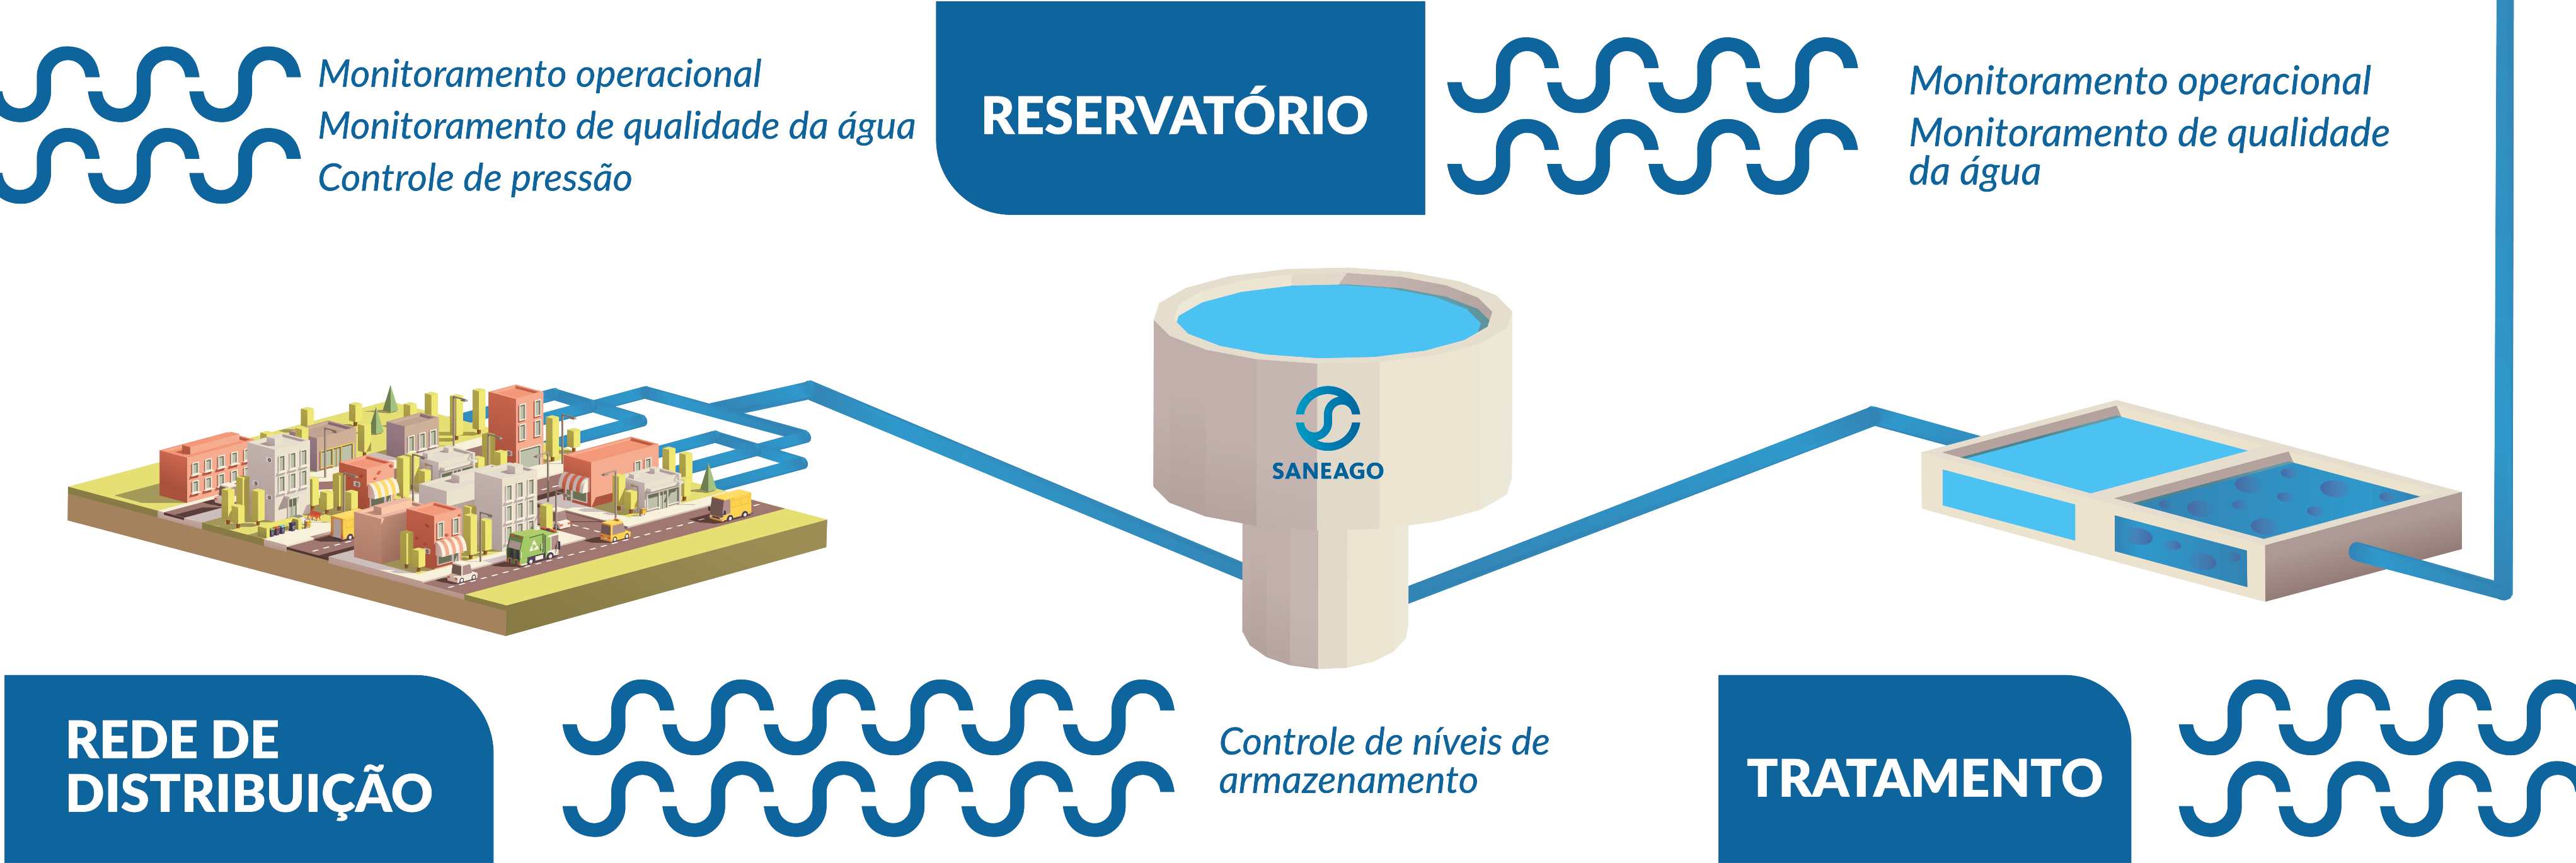 Monitoramento operacional
Monitoramento de qualidade da água
Controle de pressão
RESERVATÓRIO
Monitoramento operacional
Monitoramento de qualidade
da água
SANEAGO
REDE DE
DISTRIBUIÇÃO
Controle de níveis de
armazenamento
TRATAMENTO